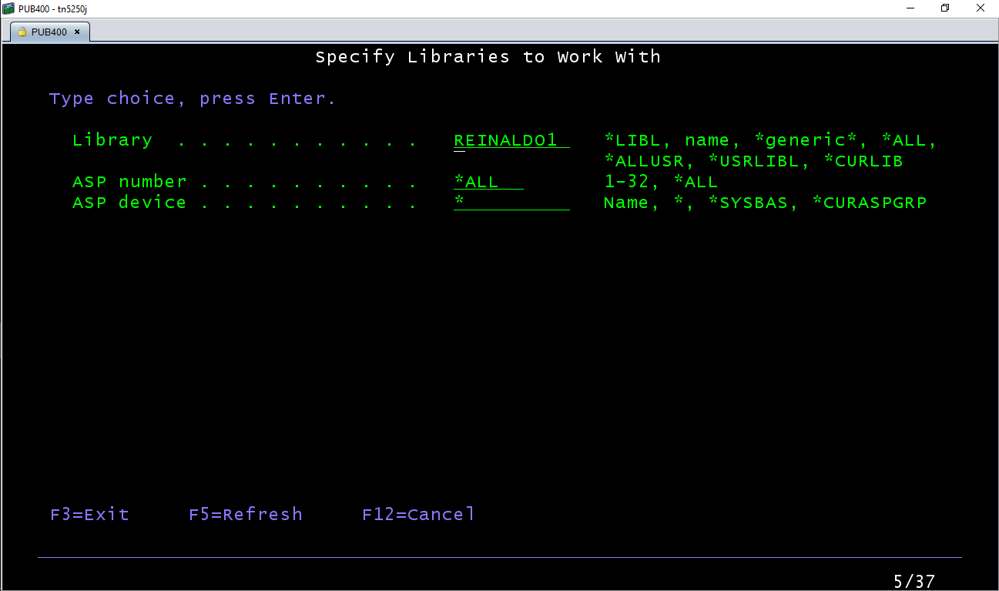 PUB400 - tn5250j
PUB400
Specify Libraries to Work With
Type choice, press Enter.
Library . . . . . . . . . . . REINALDO1 *LIBL, name, *generic*, *ALL,
*ALLUSR, *USRLIBL, *CURLIB
ASP number . . . . . . . . . . *ALL 1-32, *ALL
ASP device . . . . . . . . . . * Name, *, *SYSBAS, *CURASPGRP
F3=Exit F5=Refresh F12=Cancel
5/37